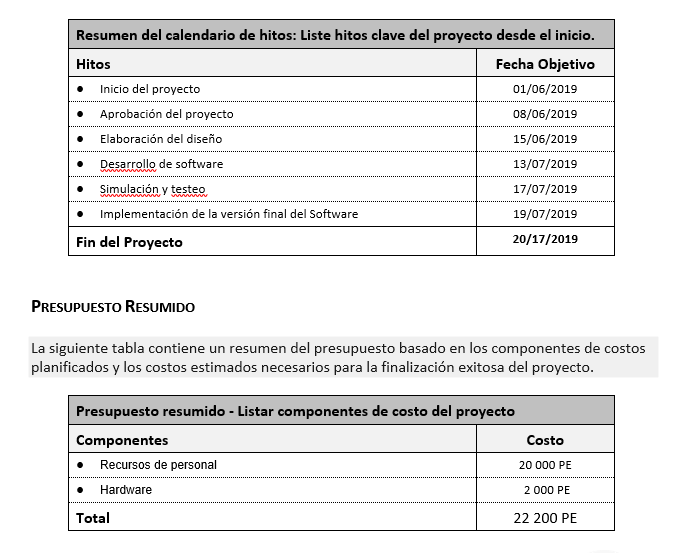 Resumen del calendario de hitos: Liste hitos clave del proyecto desde el inicio.
Hitos Fecha Objetivo
● Inicio del proyecto 01/06/2019
● Aprobación del proyecto 08/06/2019
● Elaboración del diseño 15/06/2019
● Desarrollo de software 13/07/2019
● Simulación y testeo 17/07/2019
● Implementación de la versión final del Software 19/07/2019
Fin del Proyecto 20/17/2019
PRESUPUESTO RESUMIDO
La siguiente tabla contiene un resumen del presupuesto basado en los componentes de costos
planificados y los costos estimados necesarios para la finalización exitosa del proyecto.
Presupuesto resumido - Listar componentes de costo del proyecto
Componentes Costo
● Recursos de personal 20 000 PE
● Hardware 2 000 PE
Total 22 200 PE